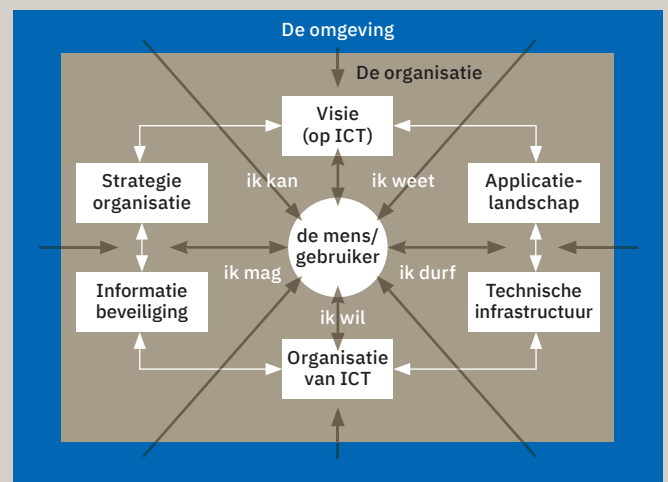 De omgeving
De organisatie
Visie
(op ICT)
Strategie
organisatie
ik kan
ik weet
Applicatie-
landschap
de mens/
gebruiker
ik mag
ik durf
Informatie
beveiliging
Technische
infrastructuur
ik wil
Organisatie
van ICT